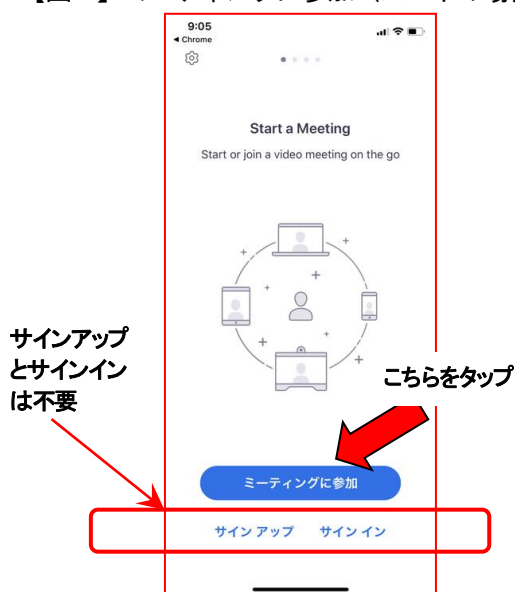 9:05
Chrome
Start a Meeting
Start or join a video meeting on the go
サインアップ
とサインイン
は不要
こちらをタップ
ミーティングに参加
サイン アップ サイン イン